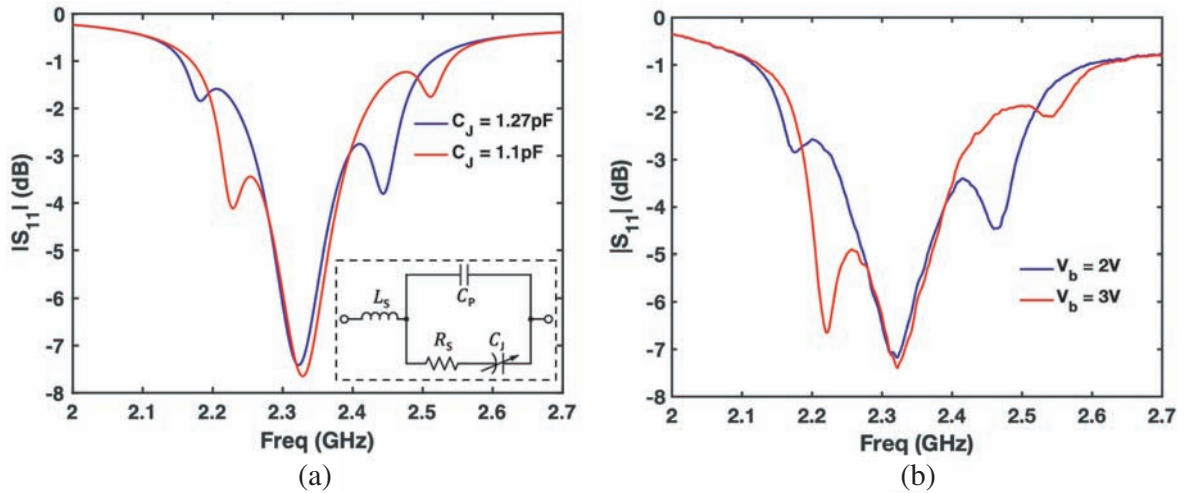 0
-1
-2
-3
-4
-5
-6
-7
-8
|S11| (dB)
C_J = 1.27pF
C_J = 1.1pF
L_S
C_P
R_S
C_J
2 2.1 2.2 2.3 2.4 2.5 2.6 2.7
Freq (GHz)
(a)
0
-1
-2
-3
-4
-5
-6
-7
-8
|S11| (dB)
V_b = 2V
V_b = 3V
2 2.1 2.2 2.3 2.4 2.5 2.6 2.7
Freq (GHz)
(b)